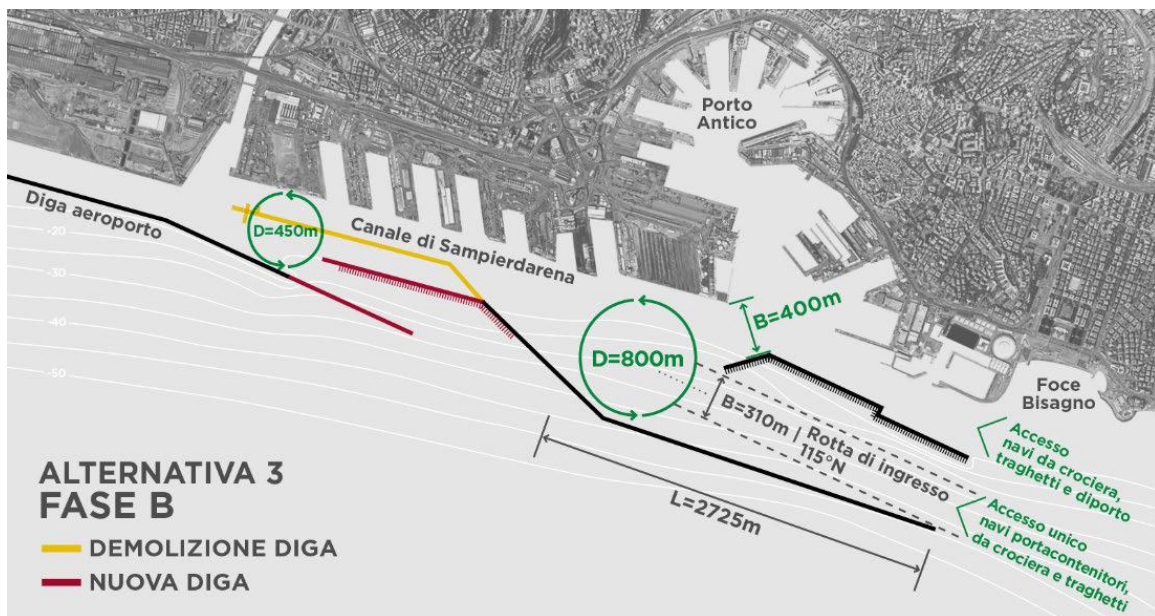 Porto
Antico
Diga aeroporto
D=450m
Canale di Sampierdarena
-20
-30
-40
-50
B=400m
D=800m
B=310m | Rotta di ingresso
115°N
L=2725m
Foce
Bisagno
Accesso
navi da crociera,
traghetti e diporto
Accesso unico
navi portacontenitori,
da crociera e traghetti
ALTERNATIVA 3
FASE B
DEMOLIZIONE DIGA
NUOVA DIGA